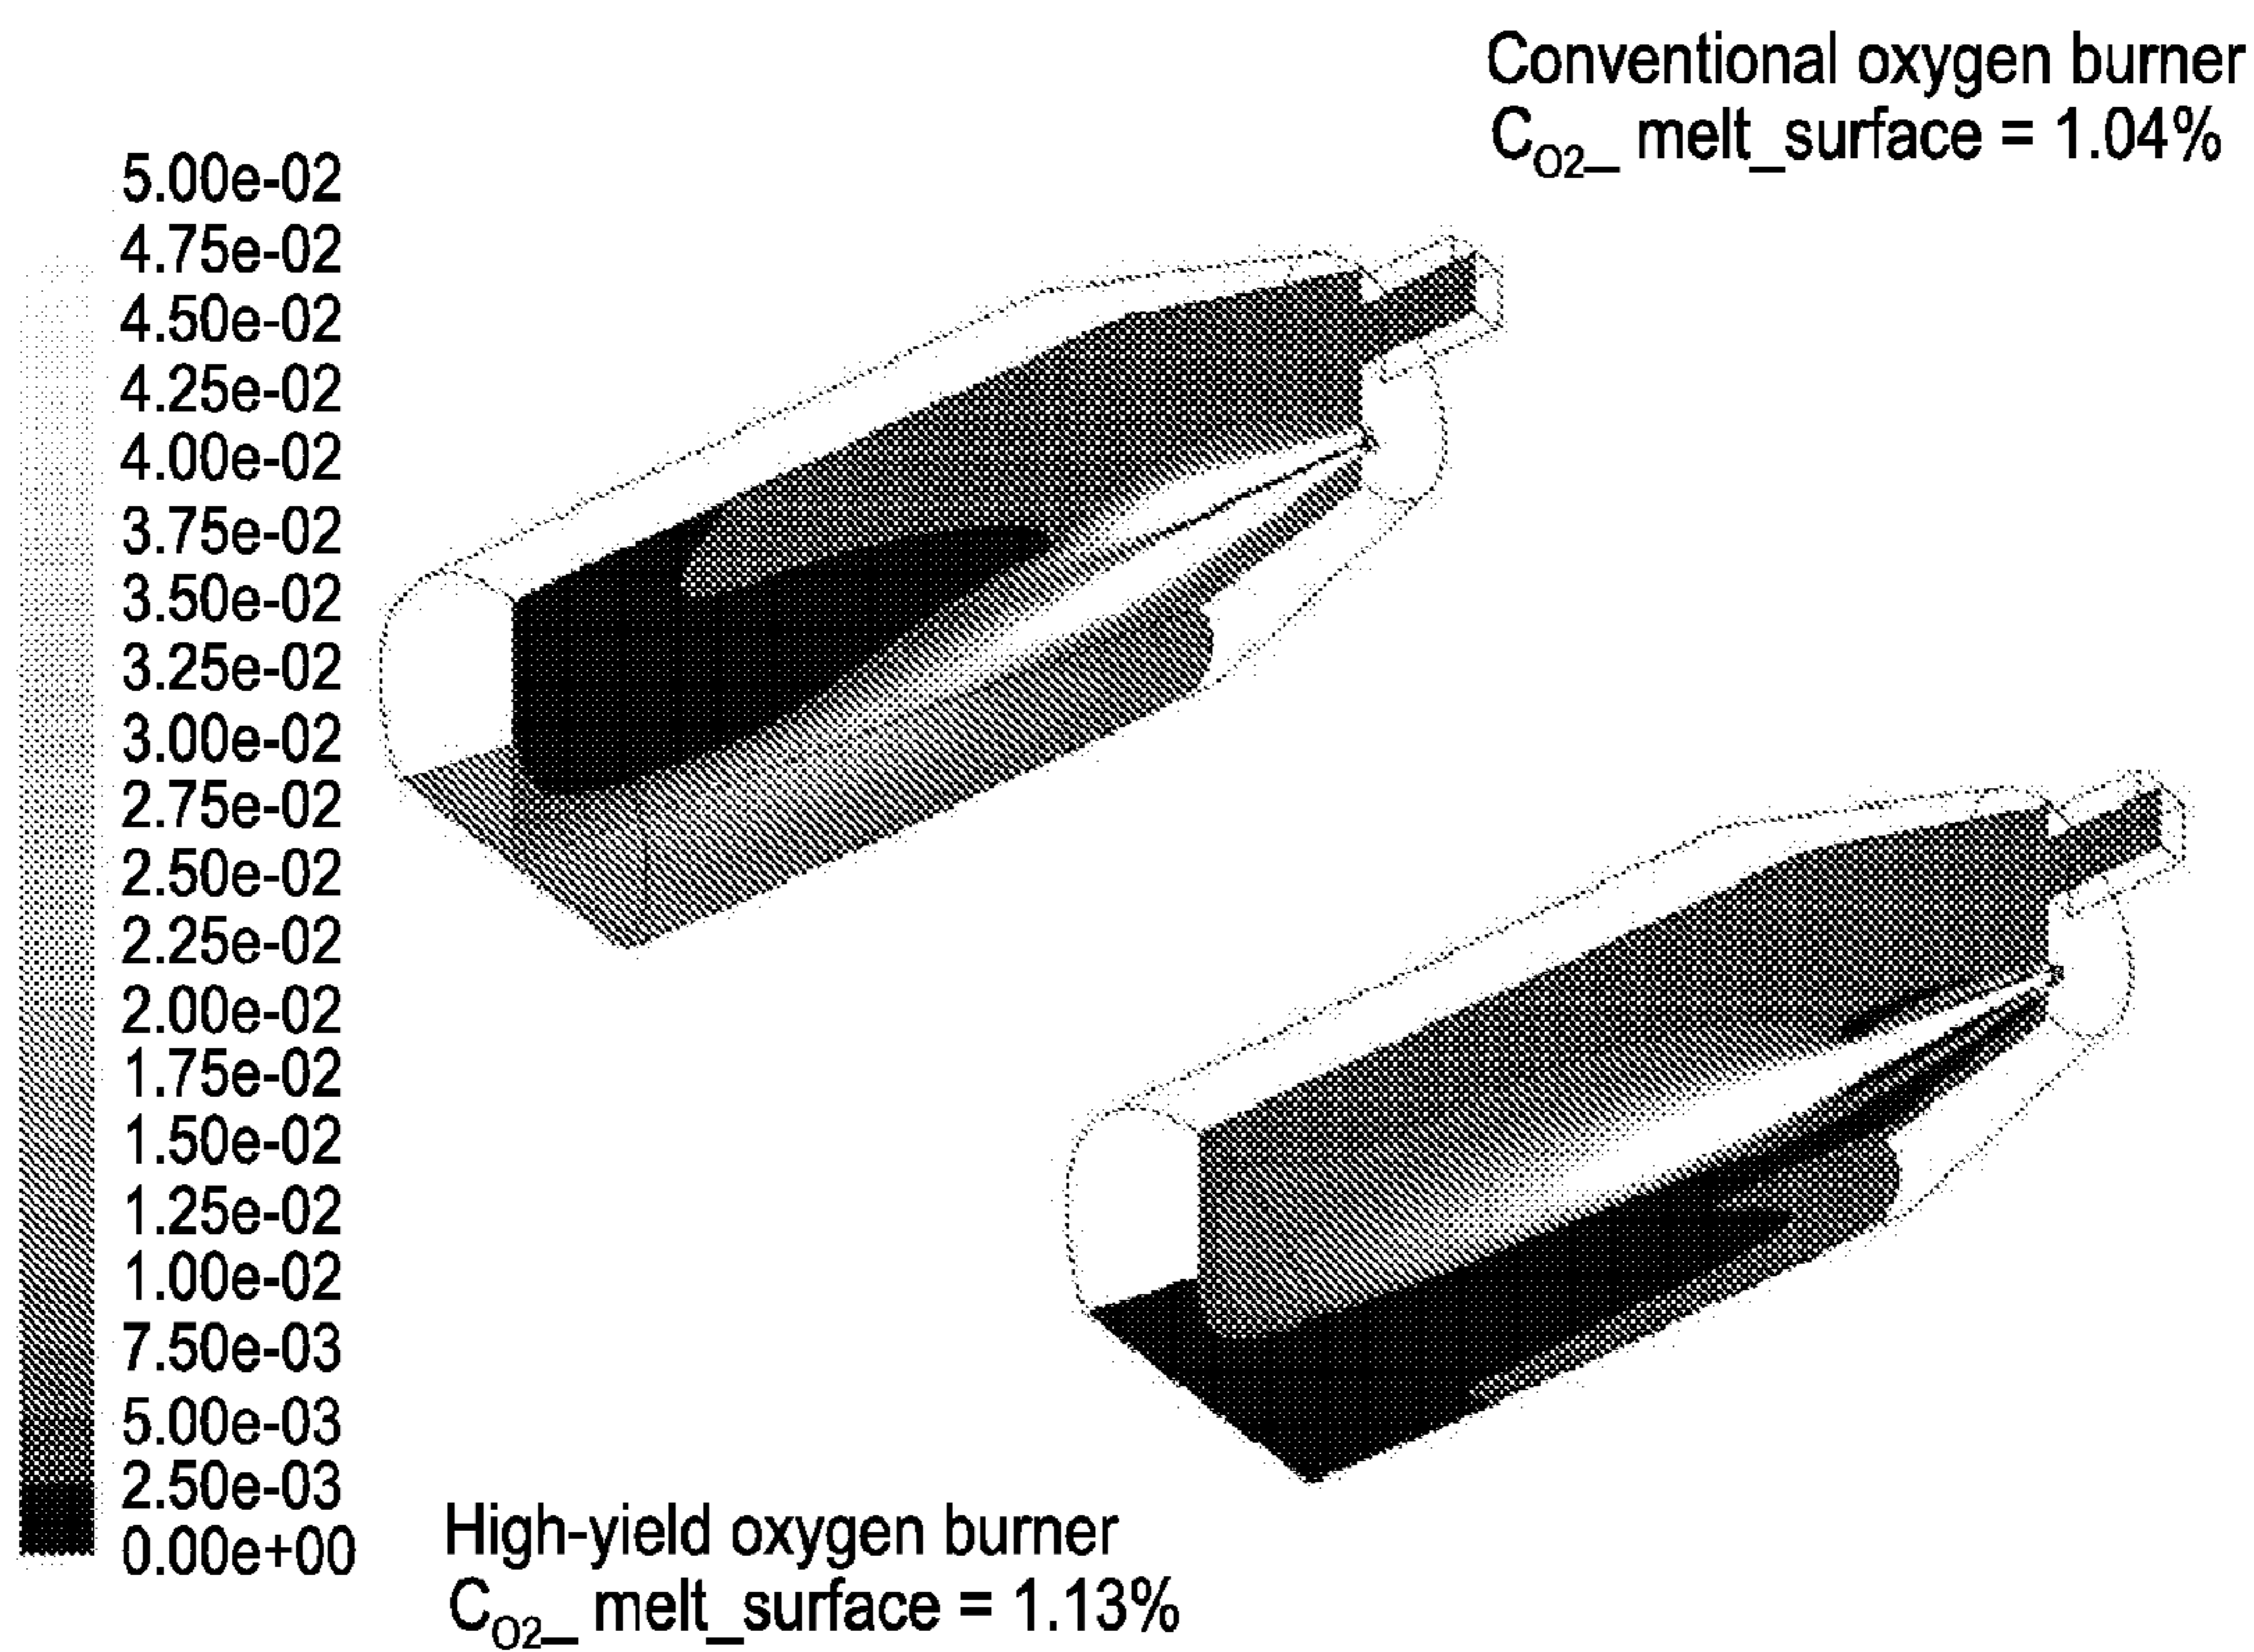 Conventional oxygen burner
C_O2_ melt_surface = 1.04%
5.00e-02
4.75e-02
4.50e-02
4.25e-02
4.00e-02
3.75e-02
3.50e-02
3.25e-02
3.00e-02
2.75e-02
2.50e-02
2.25e-02
2.00e-02
1.75e-02
1.50e-02
1.25e-02
1.00e-02
7.50e-03
5.00e-03
2.50e-03
0.00e+00
High-yield oxygen burner
C_O2_ melt_surface = 1.13%